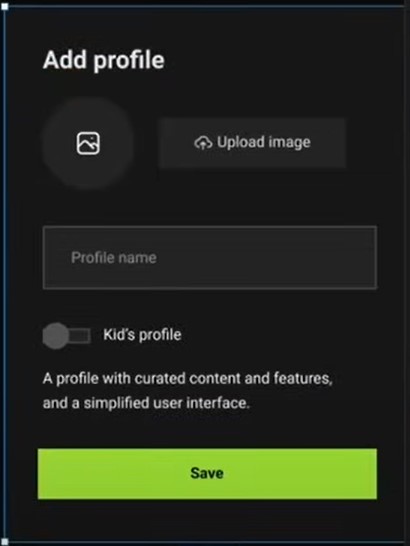 Add profile
Upload image
Profile name
Kid's profile
A profile with curated content and features,
and a simplified user interface.
Save